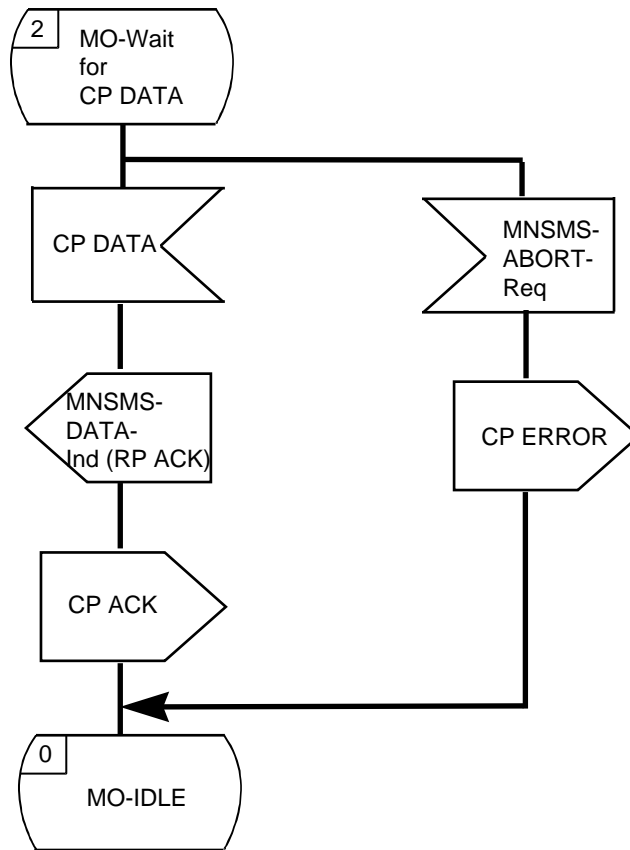 2
MO-Wait
for
CP DATA
CP DATA
MNSMS-
ABORT-
Req
MNSMS-
DATA-
Ind (RP ACK)
CP ERROR
CP ACK
0
MO-IDLE